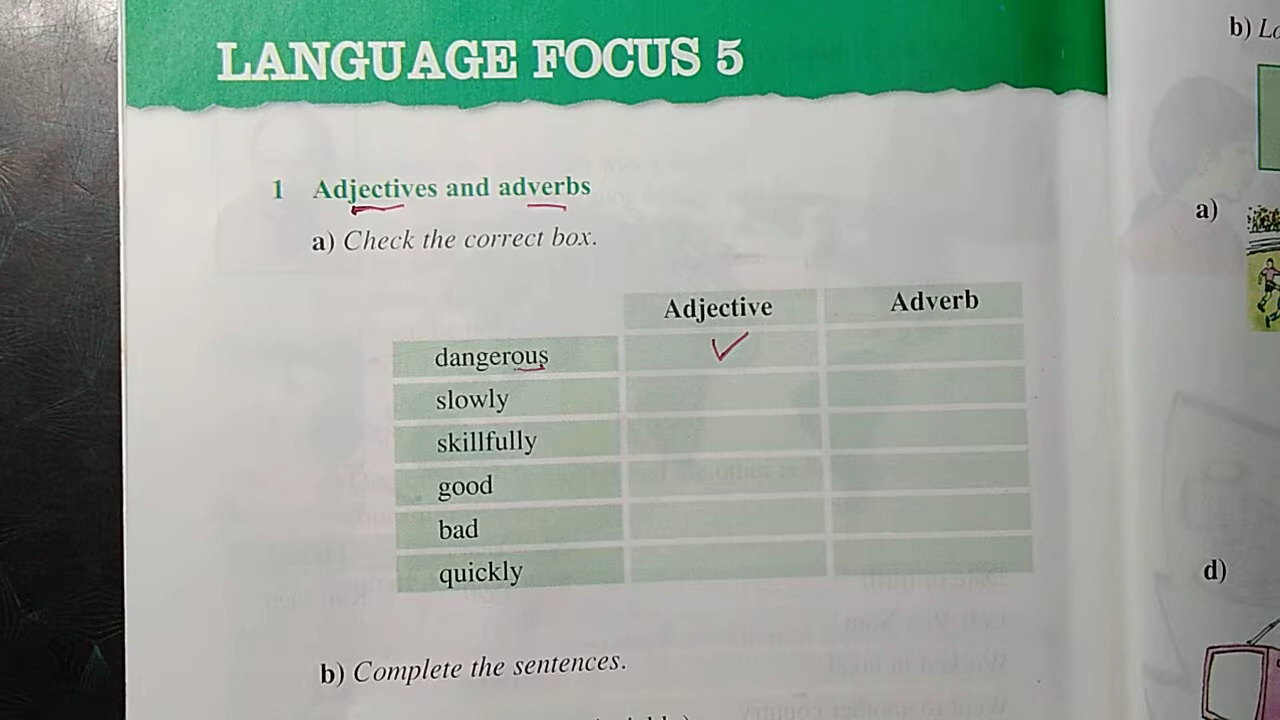 LANGUAGE FOCUS 5
1 Adjectives and adverbs
a) Check the correct box.
Adjective Adverb
dangerous ✓
slowly
skillfully
good
bad
quickly
b) Complete the sentences.
b)
a)
d)